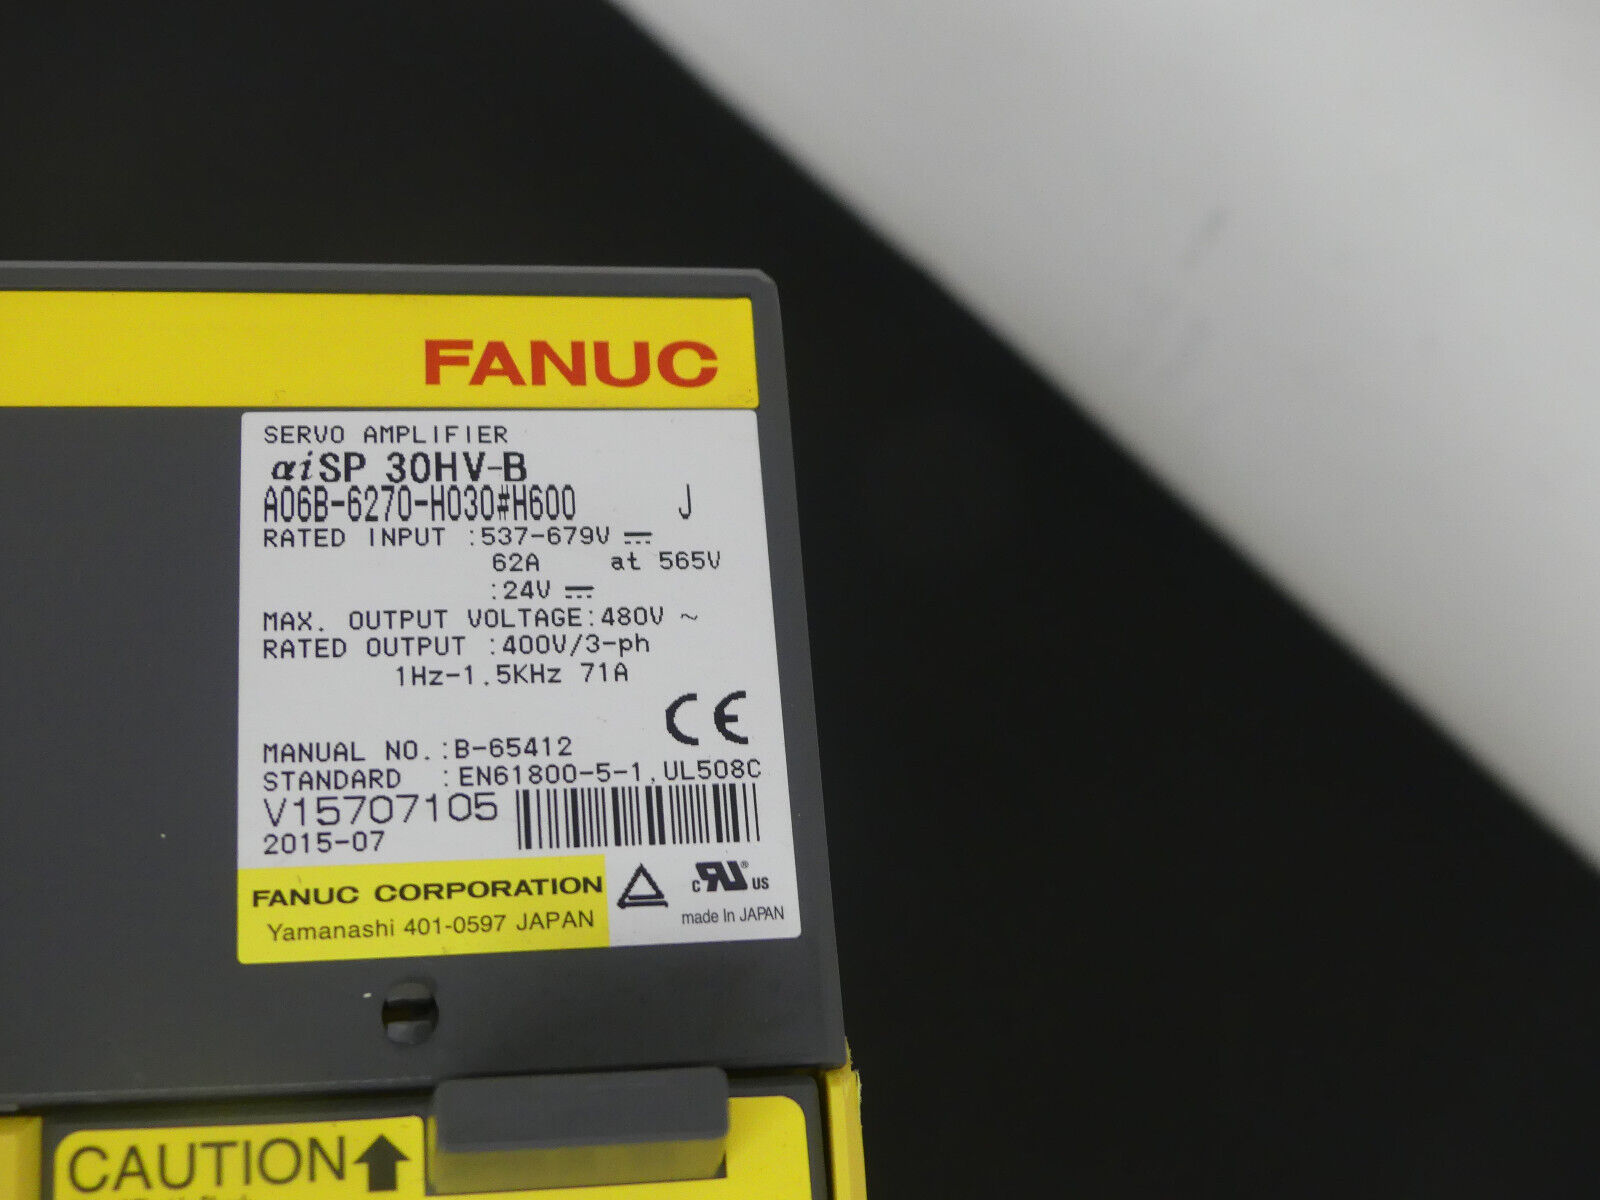 FANUC
SERVO AMPLIFIER
αiSP 30HV-B
A06B-6270-H030#H600 J
RATED INPUT :537-679V ⎓
62A at 565V
:24V ⎓
MAX. OUTPUT VOLTAGE:480V ~
RATED OUTPUT :400V/3-ph
1Hz-1.5KHz 71A
CE
MANUAL NO.:B-65412
STANDARD :EN61800-5-1,UL508C
V15707105
2015-07
FANUC CORPORATION
Yamanashi 401-0597 JAPAN
c RU ® US
made In JAPAN
CAUTION